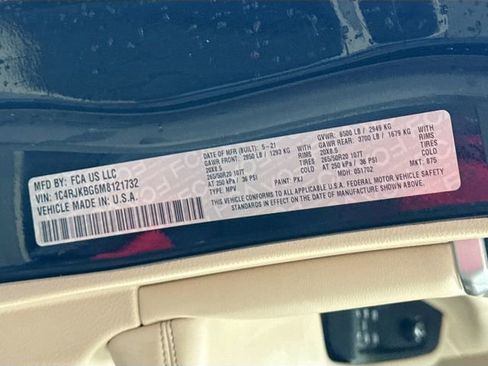 MFD BY: FCA US LLC
VIN: 1C4RJKBG6M8121732
VEHICLE MADE IN U.S.A.
DATE OF MFR (BUILT): 5-21
GAWR FRONT: 2850 LB / 1293 KG
20X8.5
265/50R20 107T
AT 250 kPa / 36 PSI
TYPE: MPV
PAINT: PXJ
GVWR: 6500 LB / 2949 KG
WITH GAWR REAR: 3700 LB / 1679 KG WITH
RIMS 20X8.5 RIMS
TIRES 265/50R20 107T TIRES
COLD AT 250 kPa / 36 PSI COLD
MDH: 051702
MKT: 875
THIS VEHICLE CONFORMS TO ALL APPLICABLE U.S.A. FEDERAL MOTOR VEHICLE SAFETY
STANDARDS IN EFFECT ON THE DATE OF MANUFACTURE SHOWN ABOVE.